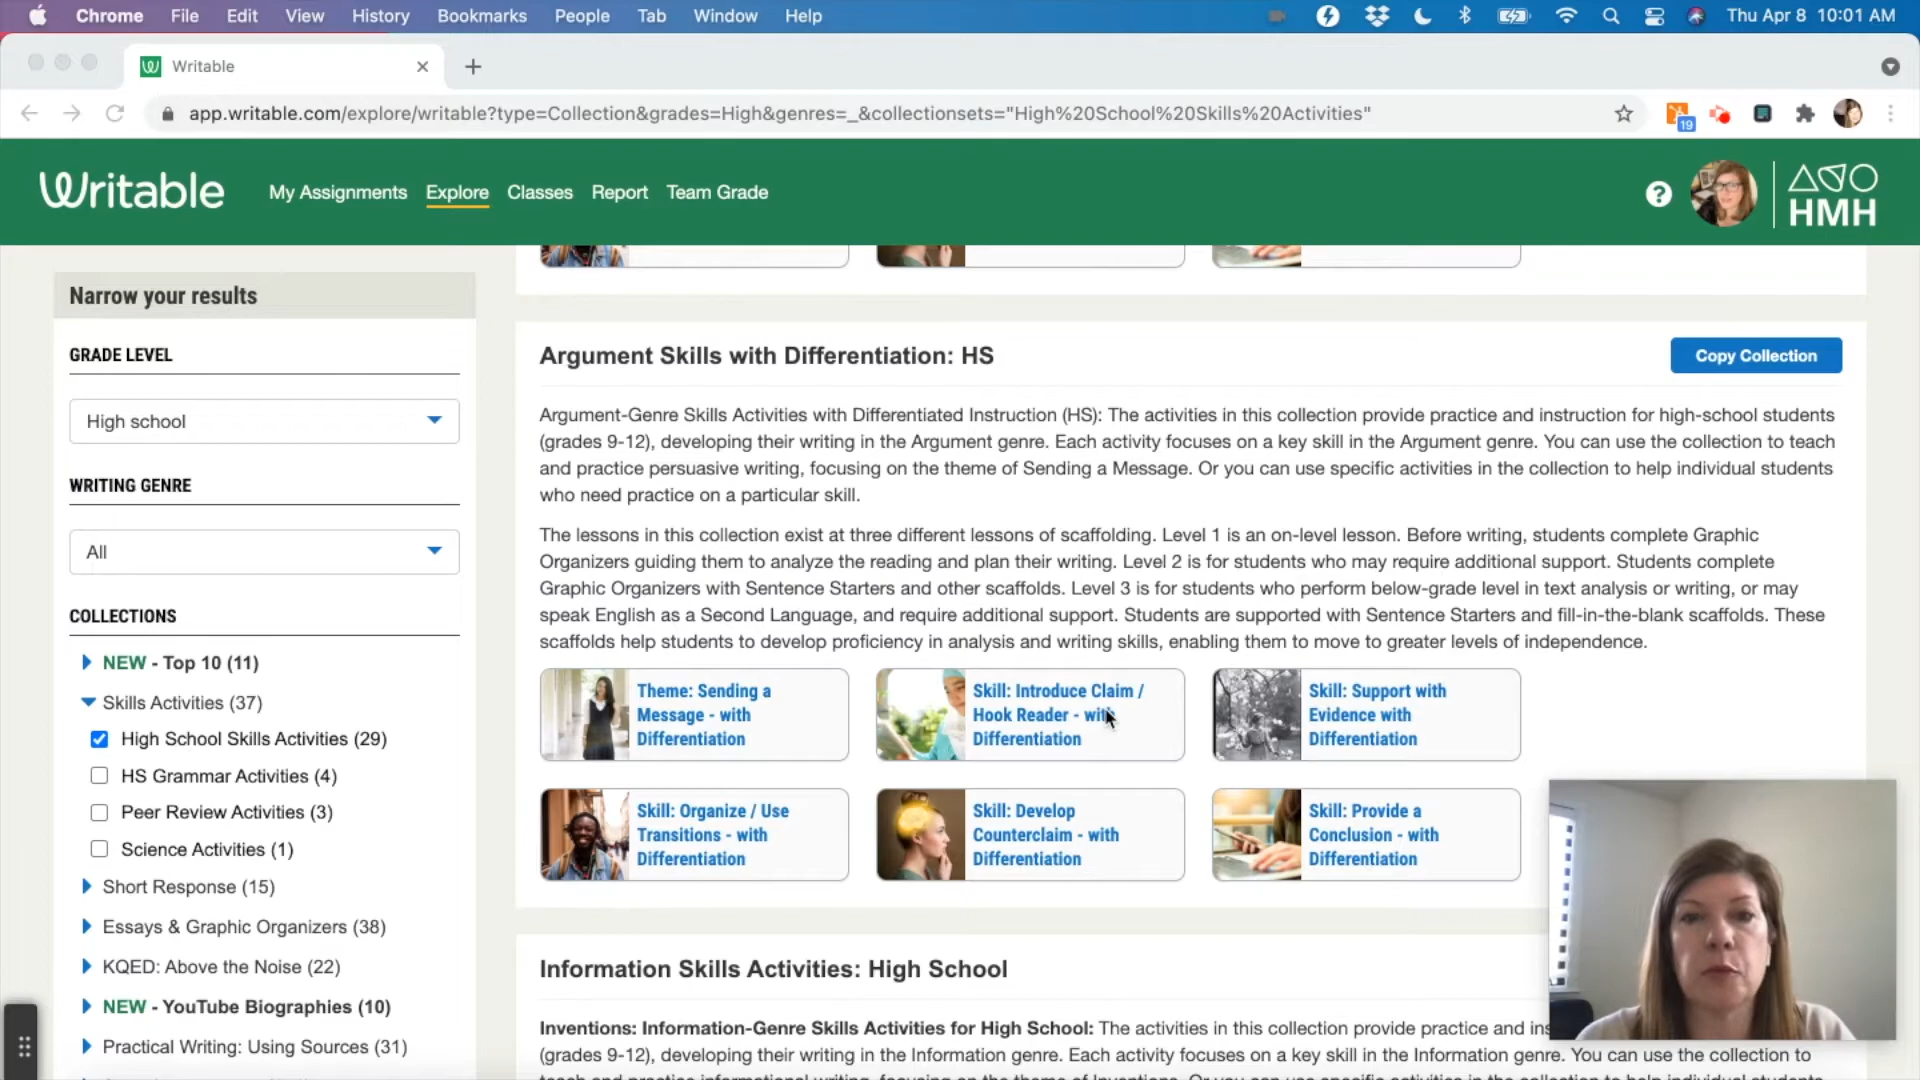 Chrome File Edit View History Bookmarks People Tab Window Help Thu Apr 8 10:01 AM
Writable
app.writable.com/explore/writable?type=Collection&grades=High&genres=_&collectionsets="High%20School%20Skills%20Activities"
19
Writable My Assignments Explore Classes Report Team Grade ? HMH
Narrow your results
GRADE LEVEL
High school
WRITING GENRE
All
COLLECTIONS
NEW - Top 10 (11)
Skills Activities (37)
High School Skills Activities (29)
HS Grammar Activities (4)
Peer Review Activities (3)
Science Activities (1)
Short Response (15)
Essays & Graphic Organizers (38)
KQED: Above the Noise (22)
NEW - YouTube Biographies (10)
Practical Writing: Using Sources (31)
Argument Skills with Differentiation: HS
Copy Collection
Argument-Genre Skills Activities with Differentiated Instruction (HS): The activities in this collection provide practice and instruction for high-school students
(grades 9-12), developing their writing in the Argument genre. Each activity focuses on a key skill in the Argument genre. You can use the collection to teach
and practice persuasive writing, focusing on the theme of Sending a Message. Or you can use specific activities in the collection to help individual students
who need practice on a particular skill.
The lessons in this collection exist at three different lessons of scaffolding. Level 1 is an on-level lesson. Before writing, students complete Graphic
Organizers guiding them to analyze the reading and plan their writing. Level 2 is for students who may require additional support. Students complete
Graphic Organizers with Sentence Starters and other scaffolds. Level 3 is for students who perform below-grade level in text analysis or writing, or may
speak English as a Second Language, and require additional support. Students are supported with Sentence Starters and fill-in-the-blank scaffolds. These
scaffolds help students to develop proficiency in analysis and writing skills, enabling them to move to greater levels of independence.
Theme: Sending a
Message - with
Differentiation
Skill: Introduce Claim /
Hook Reader - with
Differentiation
Skill: Support with
Evidence with
Differentiation
Skill: Organize / Use
Transitions - with
Differentiation
Skill: Develop
Counterclaim - with
Differentiation
Skill: Provide a
Conclusion - with
Differentiation
Information Skills Activities: High School
Inventions: Information-Genre Skills Activities for High School: The activities in this collection provide practice and ins
(grades 9-12), developing their writing in the Information genre. Each activity focuses on a key skill in the Information genre. You can use the collection to